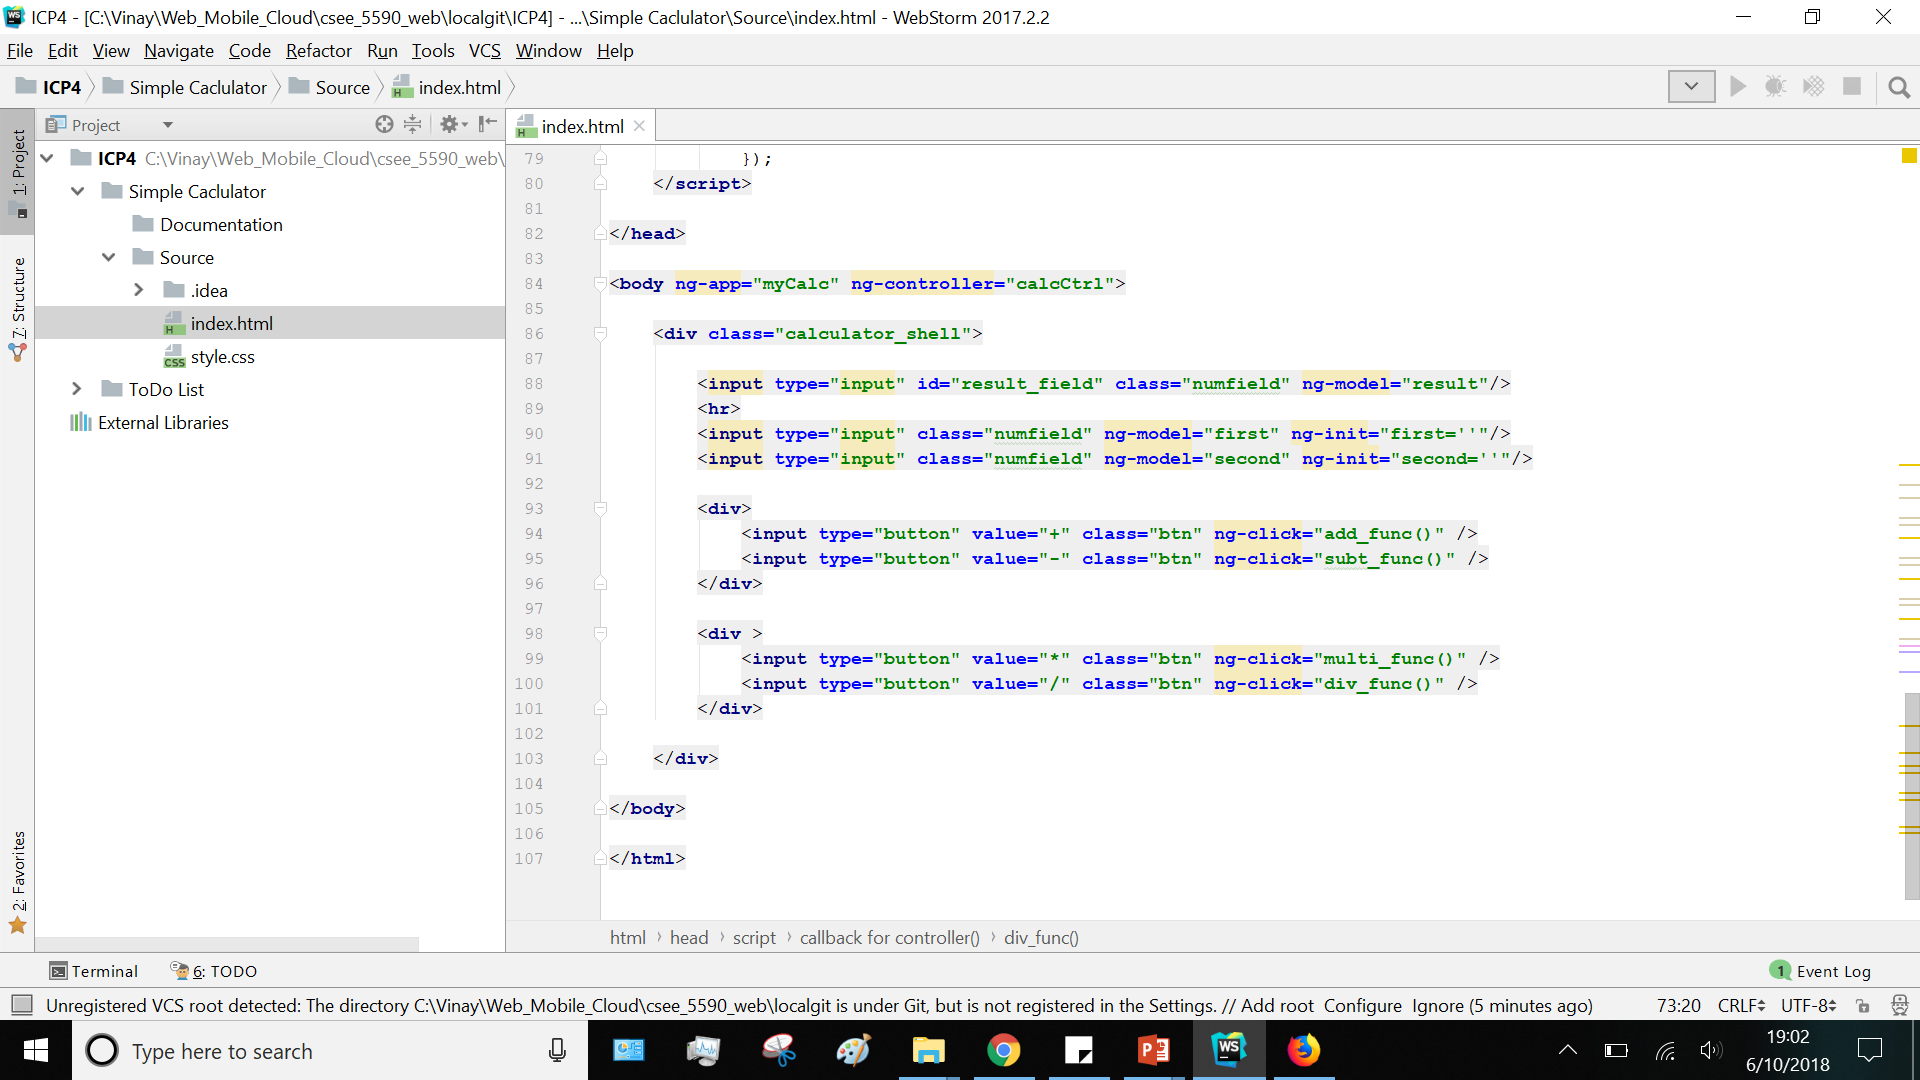 ICP4 - [C:\Vinay\Web_Mobile_Cloud\csee_5590_web\localgit\ICP4] - ...\Simple Caclulator\Source\index.html - WebStorm 2017.2.2
File Edit View Navigate Code Refactor Run Tools VCS Window Help
ICP4 Simple Caclulator Source index.html
Project
index.html
1: Project
7: Structure
2: Favorites
ICP4 C:\Vinay\Web_Mobile_Cloud\csee_5590_web\
Simple Caclulator
Documentation
Source
.idea
index.html
style.css
ToDo List
External Libraries
79 });
80 </script>
81
82 </head>
83
84 <body ng-app="myCalc" ng-controller="calcCtrl">
85
86 <div class="calculator_shell">
87
88 <input type="input" id="result_field" class="numfield" ng-model="result"/>
89 <hr>
90 <input type="input" class="numfield" ng-model="first" ng-init="first=''"/>
91 <input type="input" class="numfield" ng-model="second" ng-init="second=''"/>
92
93 <div>
94 <input type="button" value="+" class="btn" ng-click="add_func()" />
95 <input type="button" value="-" class="btn" ng-click="subt_func()" />
96 </div>
97
98 <div >
99 <input type="button" value="*" class="btn" ng-click="multi_func()" />
100 <input type="button" value="/" class="btn" ng-click="div_func()" />
101 </div>
102
103 </div>
104
105 </body>
106
107 </html>
html › head › script › callback for controller() › div_func()
Terminal 6: TODO 1 Event Log
Unregistered VCS root detected: The directory C:\Vinay\Web_Mobile_Cloud\csee_5590_web\localgit is under Git, but is not registered in the Settings. // Add root Configure Ignore (5 minutes ago) 73:20 CRLF UTF-8
Type here to search
19:02
6/10/2018